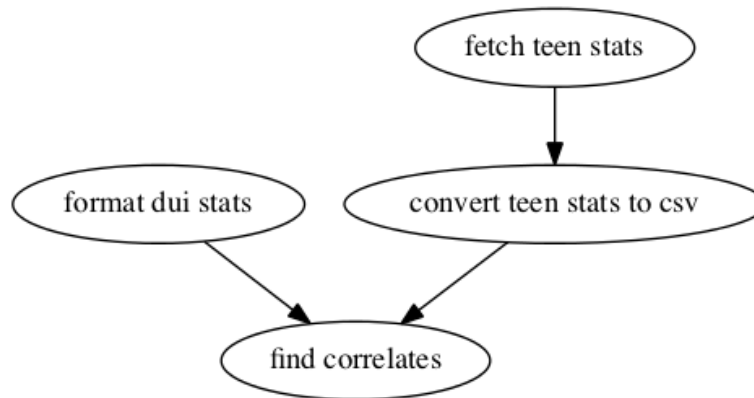 fetch teen stats
format dui stats
convert teen stats to csv
find correlates